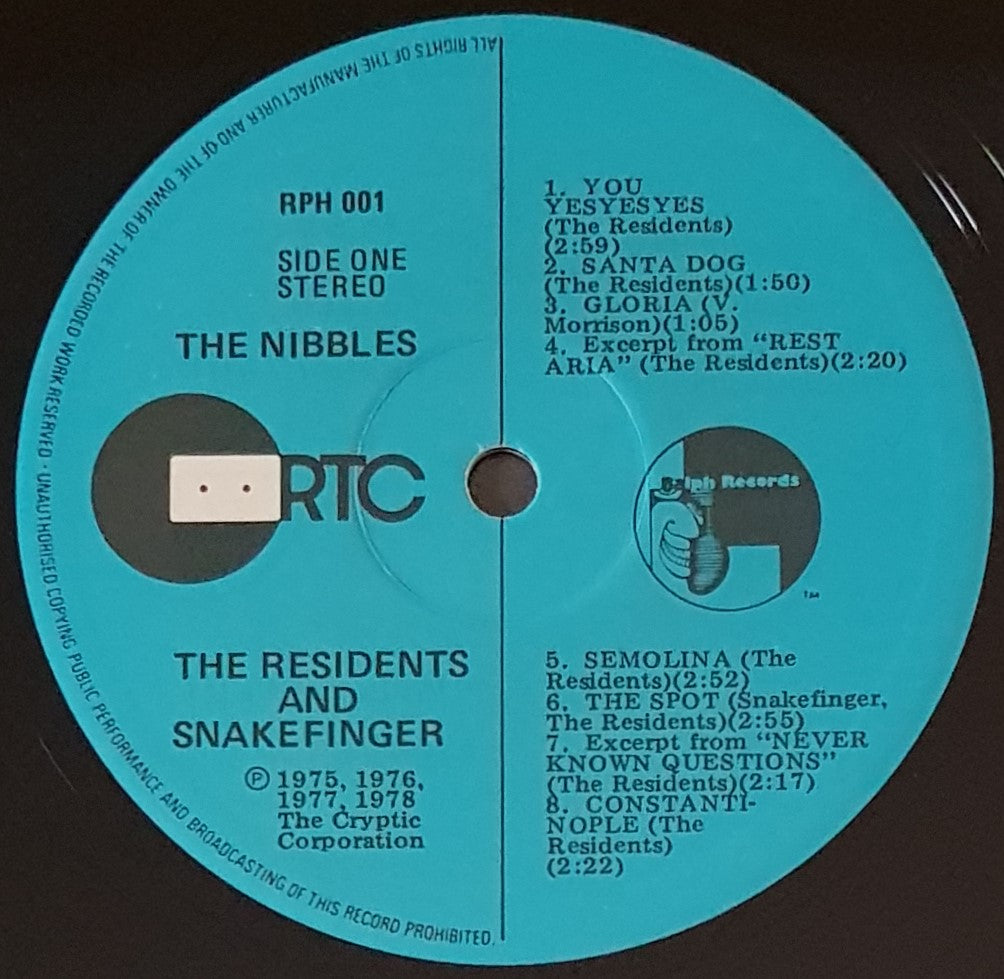 ALL RIGHTS OF THE MANUFACTURER AND OF THE OWNER OF THE RECORDED WORK RESERVED · UNAUTHORISED COPYING PUBLIC PERFORMANCE AND BROADCASTING OF THIS RECORD PROHIBITED.
RPH 001
SIDE ONE
STEREO
THE NIBBLES
RTC
THE RESIDENTS
AND
SNAKEFINGER
Ⓟ 1975, 1976,
1977, 1978
The Cryptic
Corporation
1. YOU
YESYESYES
(The Residents)
(2:59)
2. SANTA DOG
(The Residents)(1:50)
3. GLORIA (V.
Morrison)(1:05)
4. Excerpt from “REST
ARIA” (The Residents)(2:20)
Ralph Records
TM
5. SEMOLINA (The
Residents)(2:52)
6. THE SPOT (Snakefinger,
The Residents)(2:55)
7. Excerpt from “NEVER
KNOWN QUESTIONS”
(The Residents)(2:17)
8. CONSTANTI-
NOPLE (The
Residents)
(2:22)